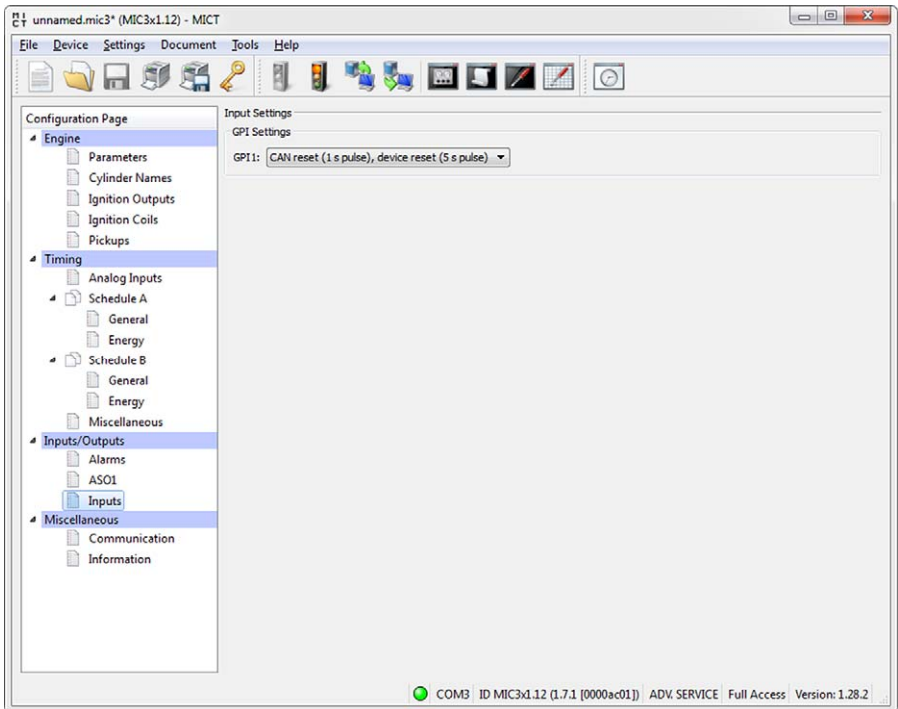 unnamed.mic3* (MIC3x1.12) - MICT
File Device Settings Document Tools Help
Configuration Page
Engine
Parameters
Cylinder Names
Ignition Outputs
Ignition Coils
Pickups
Timing
Analog Inputs
Schedule A
General
Energy
Schedule B
General
Energy
Miscellaneous
Inputs/Outputs
Alarms
ASO1
Inputs
Miscellaneous
Communication
Information
Input Settings
GPI Settings
GPI1: CAN reset (1 s pulse), device reset (5 s pulse)
COM3 ID MIC3x1.12 (1.7.1 [0000ac01]) ADV. SERVICE Full Access Version: 1.28.2